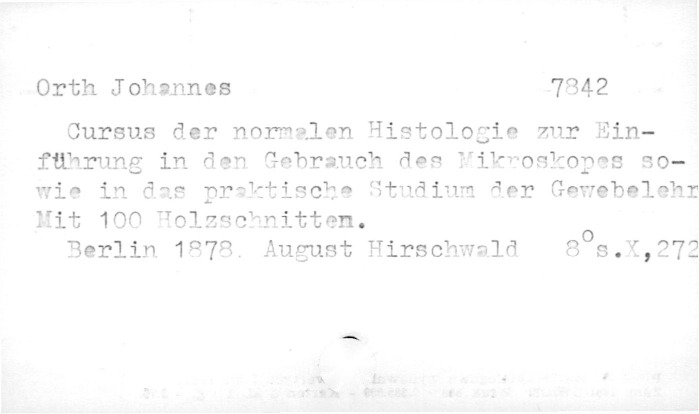 Orth Johannes 7842
Cursus der normalen Histologie zur Ein-
führung in den Gebrauch des Mikroskopes so-
wie in das praktische Studium der Gewebelehr
Mit 100 Holzschnitten.
Berlin 1878. August Hirschwald 8° s.X,272